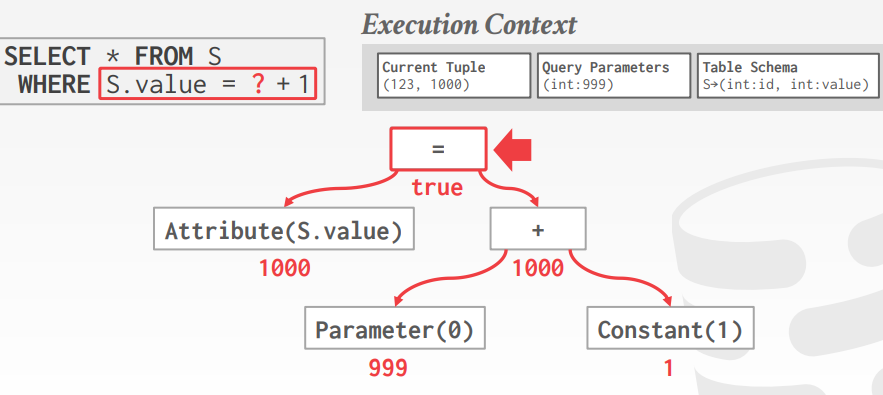 Execution Context
SELECT * FROM S
WHERE S.value = ? + 1
Current Tuple
(123, 1000)
Query Parameters
(int:999)
Table Schema
S→(int:id, int:value)
=
true
Attribute(S.value)
+
1000
1000
Parameter(0)
Constant(1)
999
1